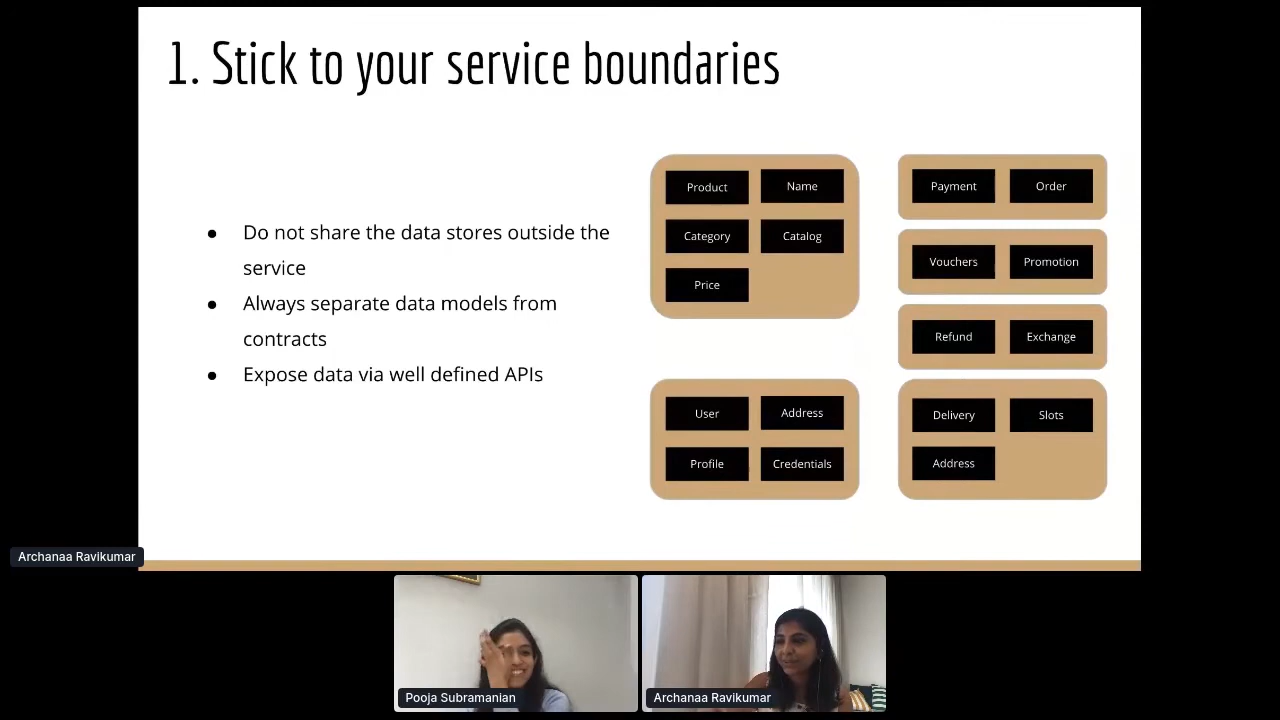 1. Stick to your service boundaries
● Do not share the data stores outside the
service
● Always separate data models from
contracts
● Expose data via well defined APIs
Product Name
Category Catalog
Price
User Address
Profile Credentials
Payment Order
Vouchers Promotion
Refund Exchange
Delivery Slots
Address
Archanaa Ravikumar
Pooja Subramanian
Archanaa Ravikumar